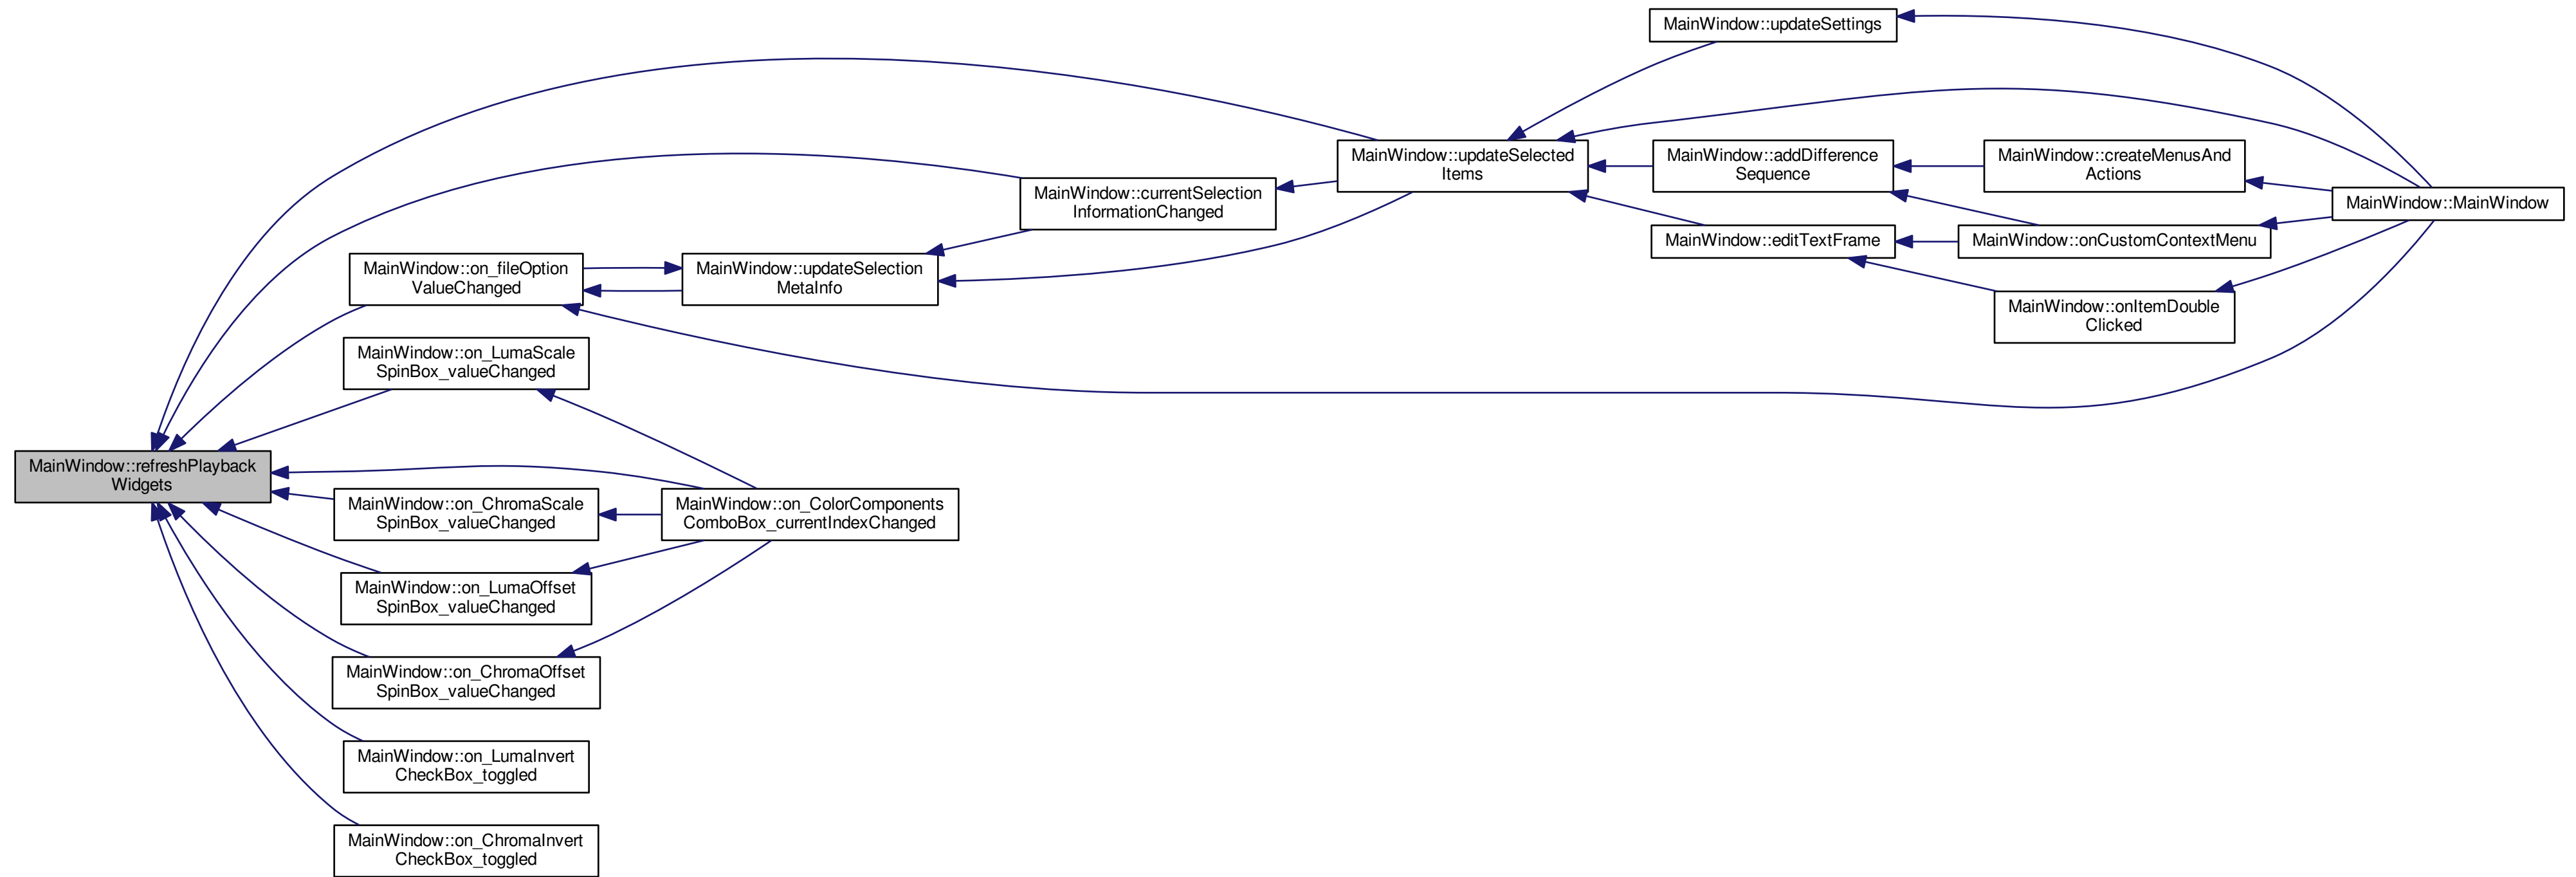 MainWindow::updateSettings
MainWindow::updateSelected
Items
MainWindow::addDifference
Sequence
MainWindow::createMenusAnd
Actions
MainWindow::currentSelection
InformationChanged
MainWindow::MainWindow
MainWindow::editTextFrame
MainWindow::onCustomContextMenu
MainWindow::on_fileOption
ValueChanged
MainWindow::updateSelection
MetaInfo
MainWindow::onItemDouble
Clicked
MainWindow::on_LumaScale
SpinBox_valueChanged
MainWindow::refreshPlayback
Widgets
MainWindow::on_ChromaScale
SpinBox_valueChanged
MainWindow::on_ColorComponents
ComboBox_currentIndexChanged
MainWindow::on_LumaOffset
SpinBox_valueChanged
MainWindow::on_ChromaOffset
SpinBox_valueChanged
MainWindow::on_LumaInvert
CheckBox_toggled
MainWindow::on_ChromaInvert
CheckBox_toggled